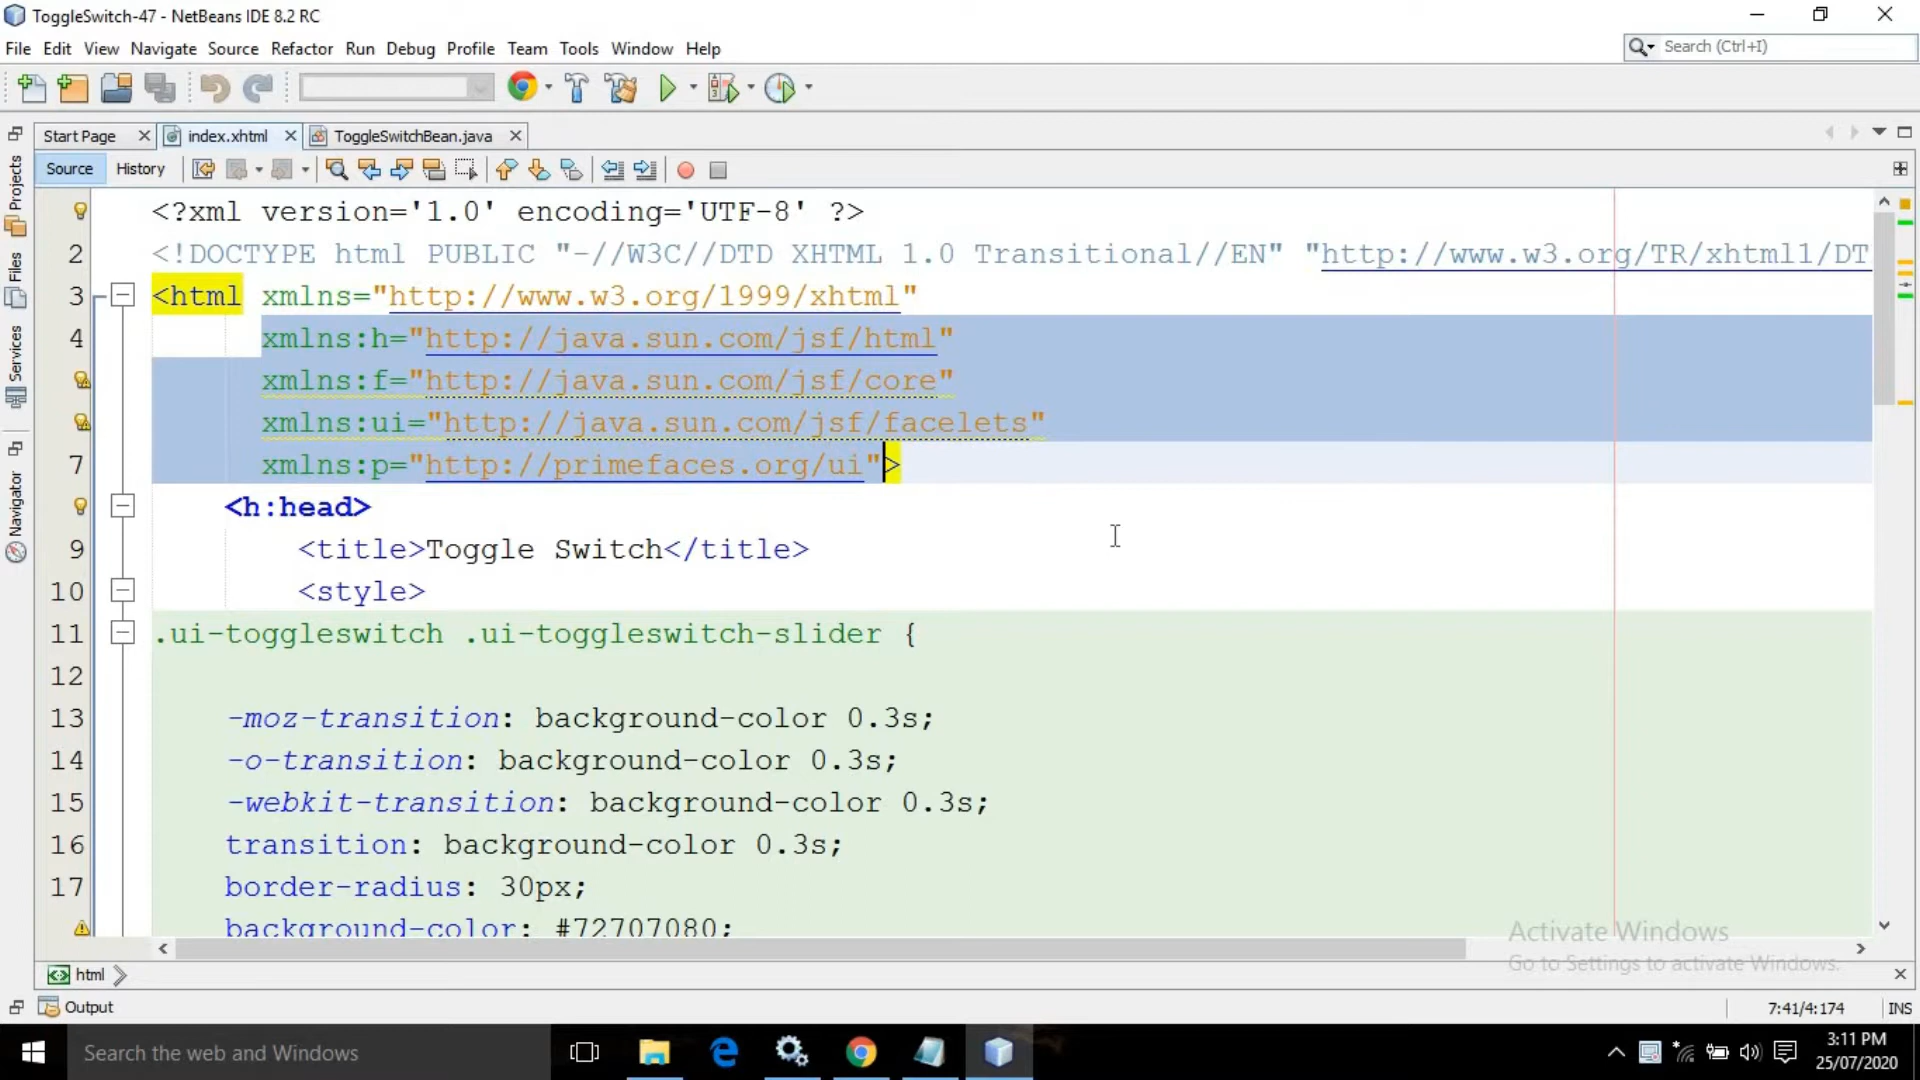 ToggleSwitch-47 - NetBeans IDE 8.2 RC
File Edit View Navigate Source Refactor Run Debug Profile Team Tools Window Help
Search (Ctrl+I)
Start Page index.xhtml ToggleSwitchBean.java
Source History
Projects
Files
Services
Navigator
<?xml version='1.0' encoding='UTF-8' ?>
2 <!DOCTYPE html PUBLIC "-//W3C//DTD XHTML 1.0 Transitional//EN" "http://www.w3.org/TR/xhtml1/DT
3 <html xmlns="http://www.w3.org/1999/xhtml"
4 xmlns:h="http://java.sun.com/jsf/html"
xmlns:f="http://java.sun.com/jsf/core"
xmlns:ui="http://java.sun.com/jsf/facelets"
7 xmlns:p="http://primefaces.org/ui">
<h:head>
9 <title>Toggle Switch</title>
10 <style>
11 .ui-toggleswitch .ui-toggleswitch-slider {
12
13 -moz-transition: background-color 0.3s;
14 -o-transition: background-color 0.3s;
15 -webkit-transition: background-color 0.3s;
16 transition: background-color 0.3s;
17 border-radius: 30px;
background-color: #72707080;
Activate Windows
Go to Settings to activate Windows.
html
Output
7:41/4:174 INS
Search the web and Windows
3:11 PM
25/07/2020